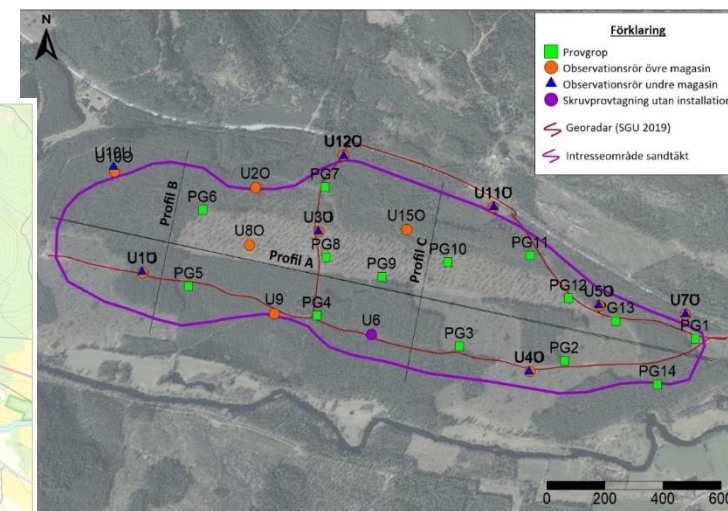 N
Förklaring
Provgrop
Observationsrör övre magasin
Observationsrör undre magasin
Skruvprovtagning utan installation
Georadar (SGU 2019)
Intresseområde sandtäkt
U12O
U10U
U2O
PG7
Profil B
PG6
U3O
U15O
U11O
U8O
Profil A
PG8
Profil C
PG10
PG11
U1O
PG5
PG9
PG12
U5O
G13
U7O
U9
PG4
U6
PG3
PG1
U4O
PG2
PG14
0 200 400 600